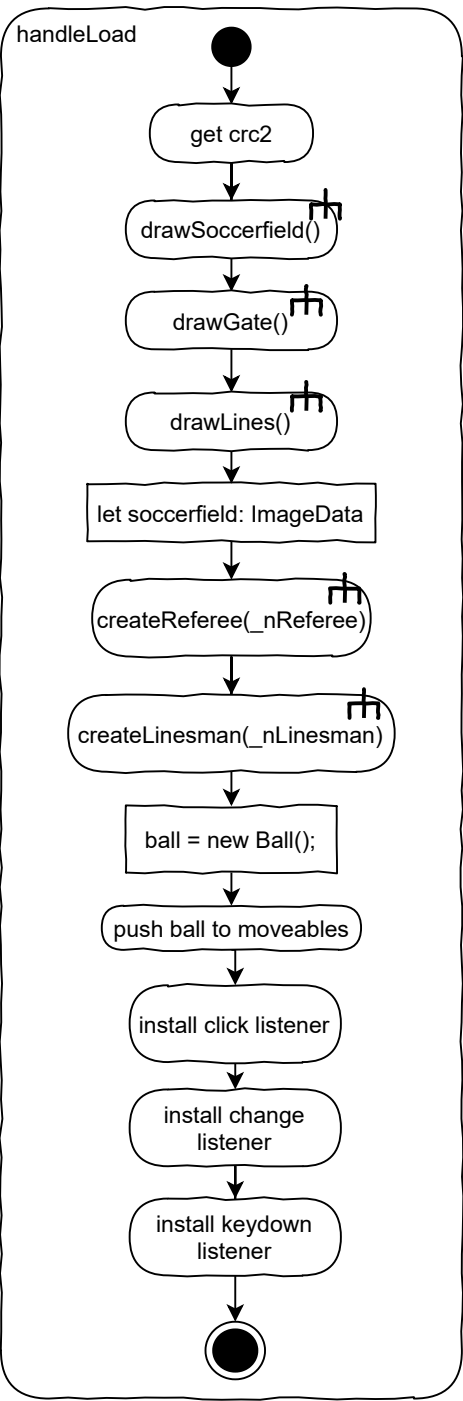 handleLoad
get crc2
drawSoccerfield()
drawGate()
drawLines()
let soccerfield: ImageData
createReferee(_nReferee)
createLinesman(_nLinesman)
ball = new Ball();
push ball to moveables
install click listener
install change
listener
install keydown
listener